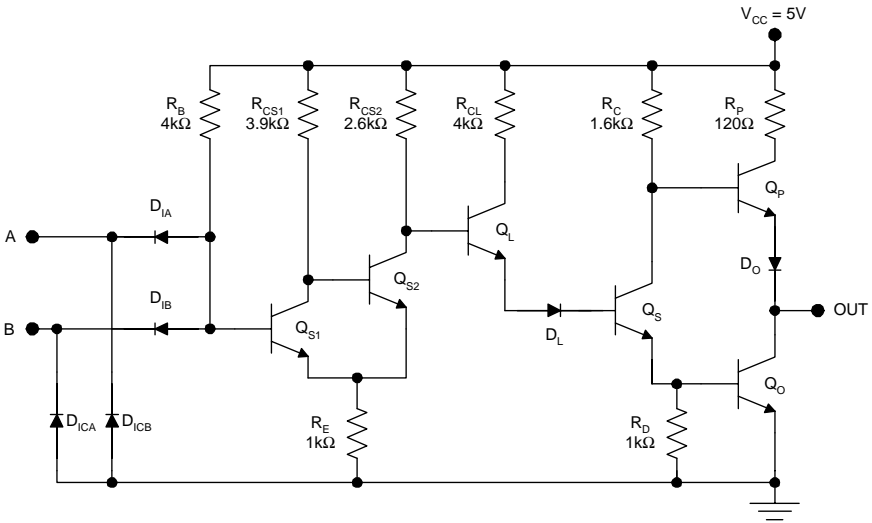 V_CC = 5V
R_B
4kΩ
R_CS1
3.9kΩ
R_CS2
2.6kΩ
R_CL
4kΩ
R_C
1.6kΩ
R_P
120Ω
Q_P
D_IA
A
Q_L
D_O
D_IB
Q_S2
B
Q_S1
D_L
Q_S
OUT
Q_O
D_ICA
D_ICB
R_E
1kΩ
R_D
1kΩ